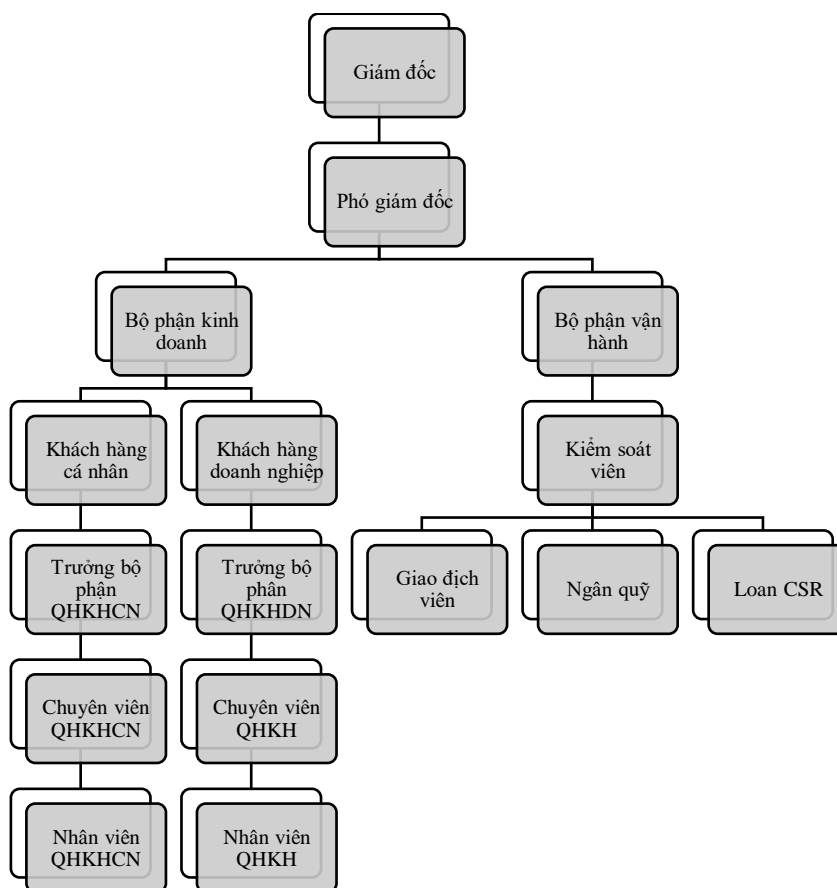 Giám đốc
Phó giám đốc
Bộ phận kinh
doanh
Bộ phận vận
hành
Khách hàng
cá nhân
Khách hàng
doanh nghiệp
Kiểm soát
viên
Trưởng bộ
phận
QHKHCN
Trưởng bộ
phân
QHKHDN
Giao địch
viên
Ngân quỹ
Loan CSR
Chuyên viên
QHKHCN
Chuyên viên
QHKH
Nhân viên
QHKHCN
Nhân viên
QHKH